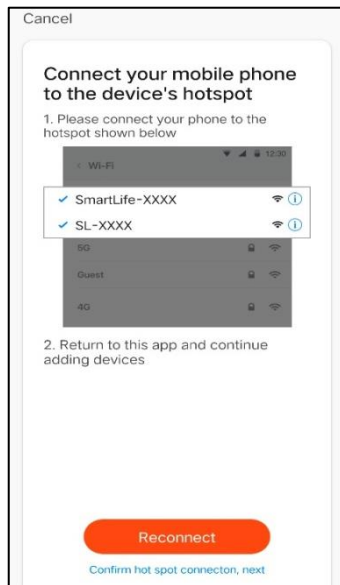 Cancel
Connect your mobile phone
to the device's hotspot
1. Please connect your phone to the
hotspot shown below
12:30
< Wi-Fi
SmartLife-XXXX
SL-XXXX
5G
Guest
4G
2. Return to this app and continue
adding devices
Reconnect
Confirm hot spot connecton, next